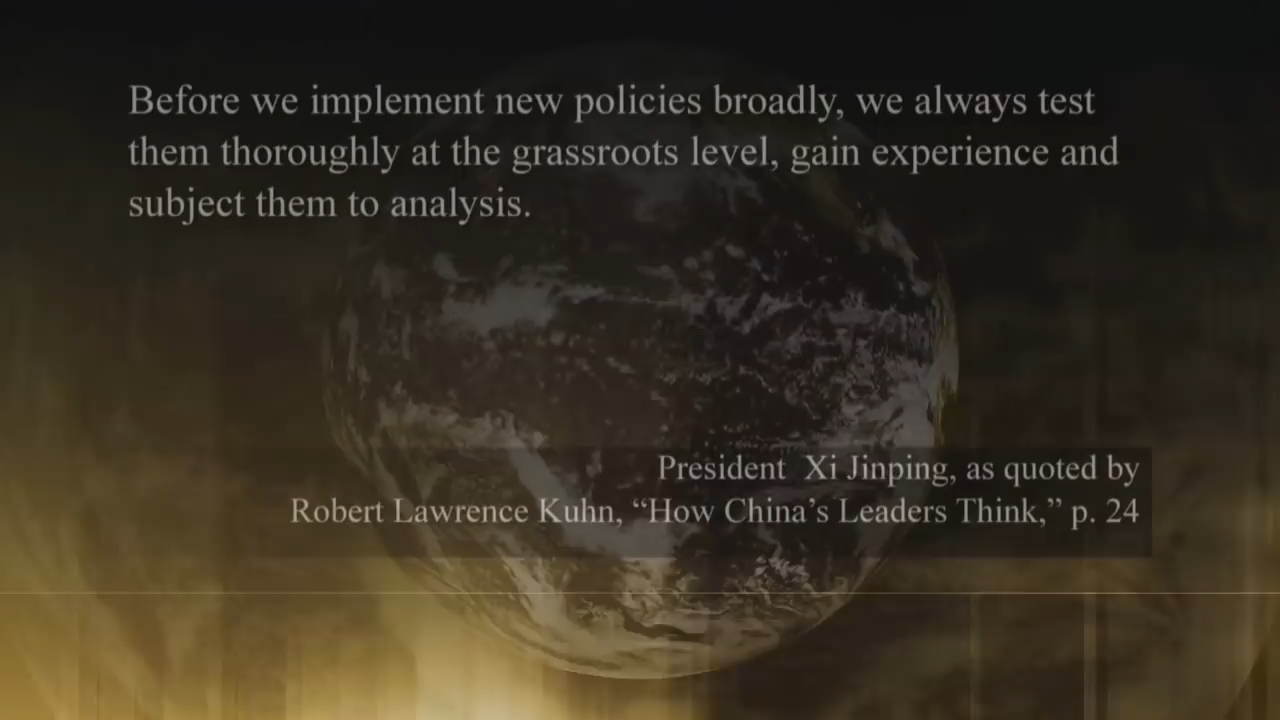 Before we implement new policies broadly, we always test
them thoroughly at the grassroots level, gain experience and
subject them to analysis.
President  Xi Jinping, as quoted by
Robert Lawrence Kuhn, “How China’s Leaders Think,” p. 24